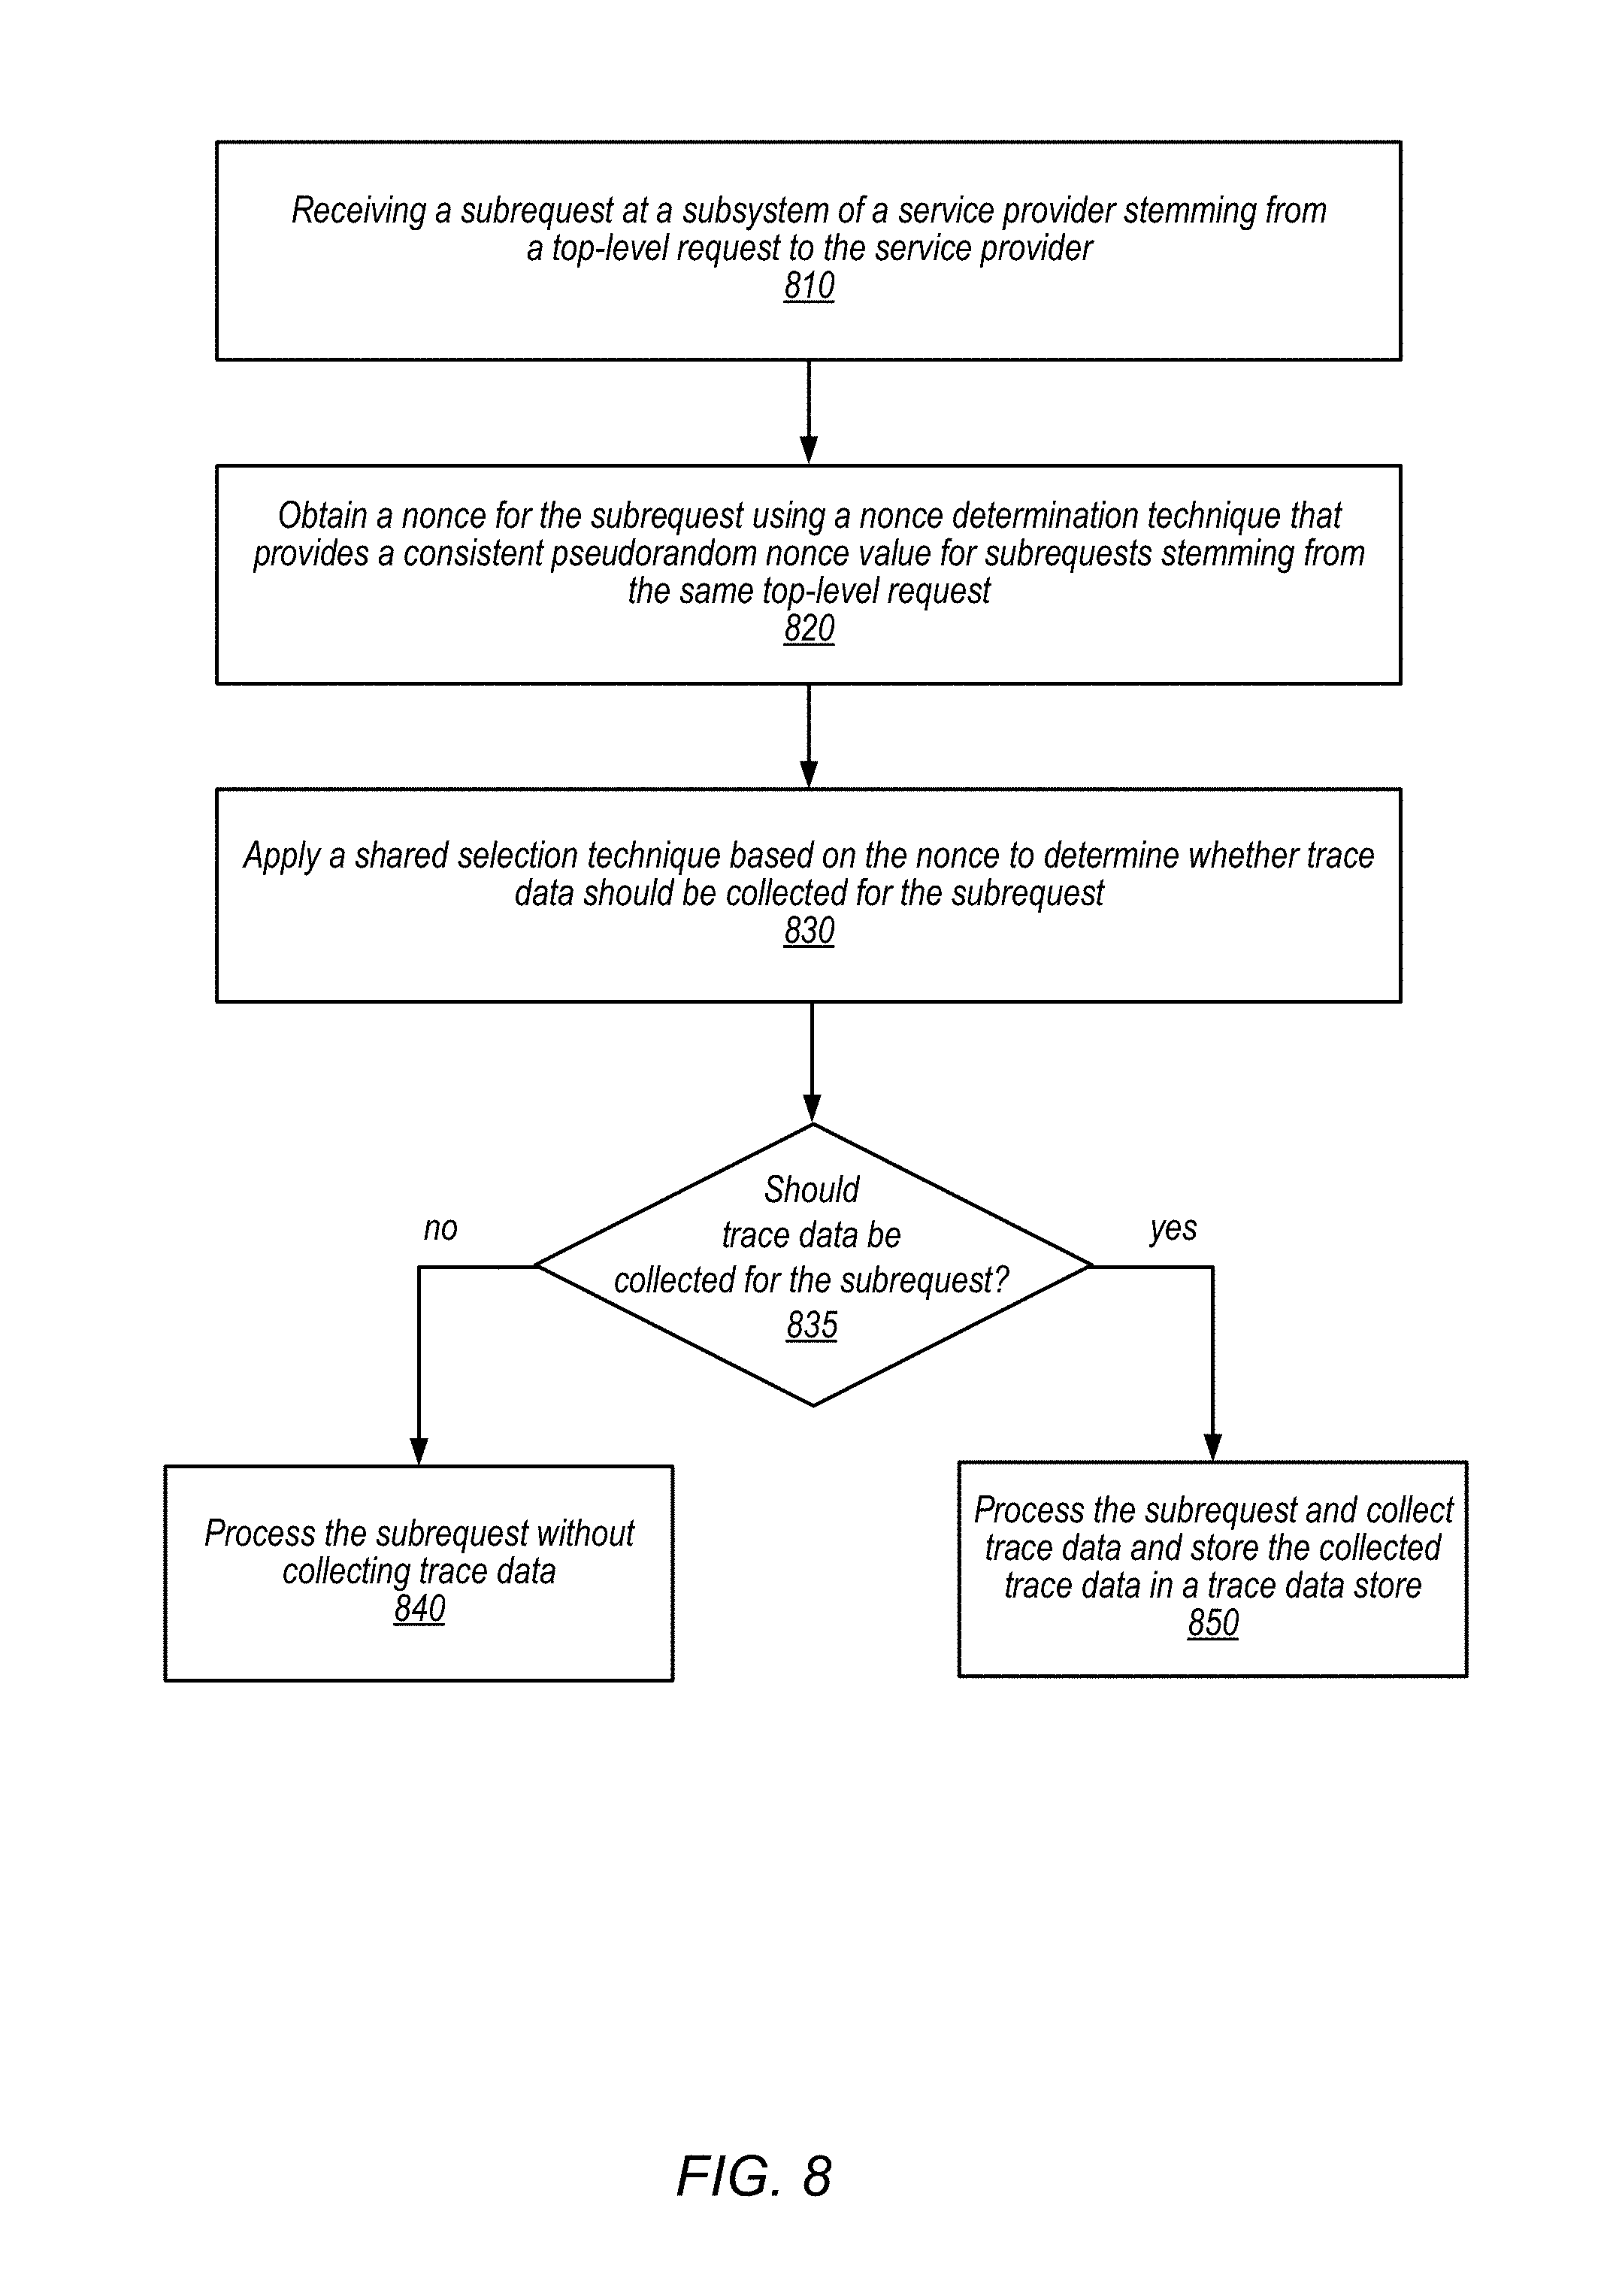 Receiving a subrequest at a subsystem of a service provider stemming from
a top-level request to the service provider
810
Obtain a nonce for the subrequest using a nonce determination technique that
provides a consistent pseudorandom nonce value for subrequests stemming from
the same top-level request
820
Apply a shared selection technique based on the nonce to determine whether trace
data should be collected for the subrequest
830
Should
trace data be
collected for the subrequest?
835
no
yes
Process the subrequest without
collecting trace data
840
Process the subrequest and collect
trace data and store the collected
trace data in a trace data store
850
FIG. 8